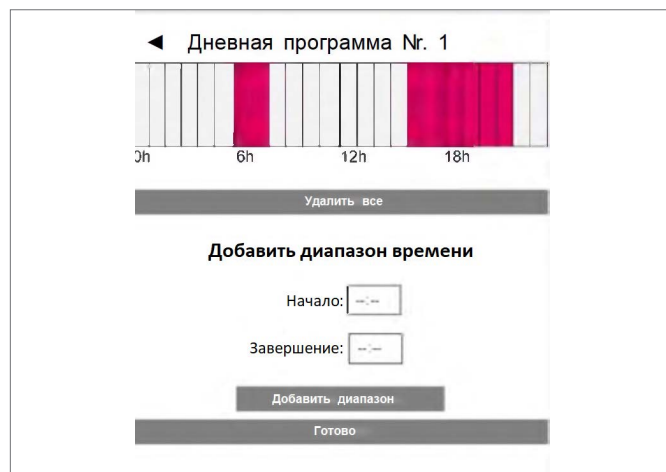 ◄ Дневная программа Nr. 1
0h 6h 12h 18h
Удалить все
Добавить диапазон времени
Начало: --:--
Завершение: --:--
Добавить диапазон
Готово